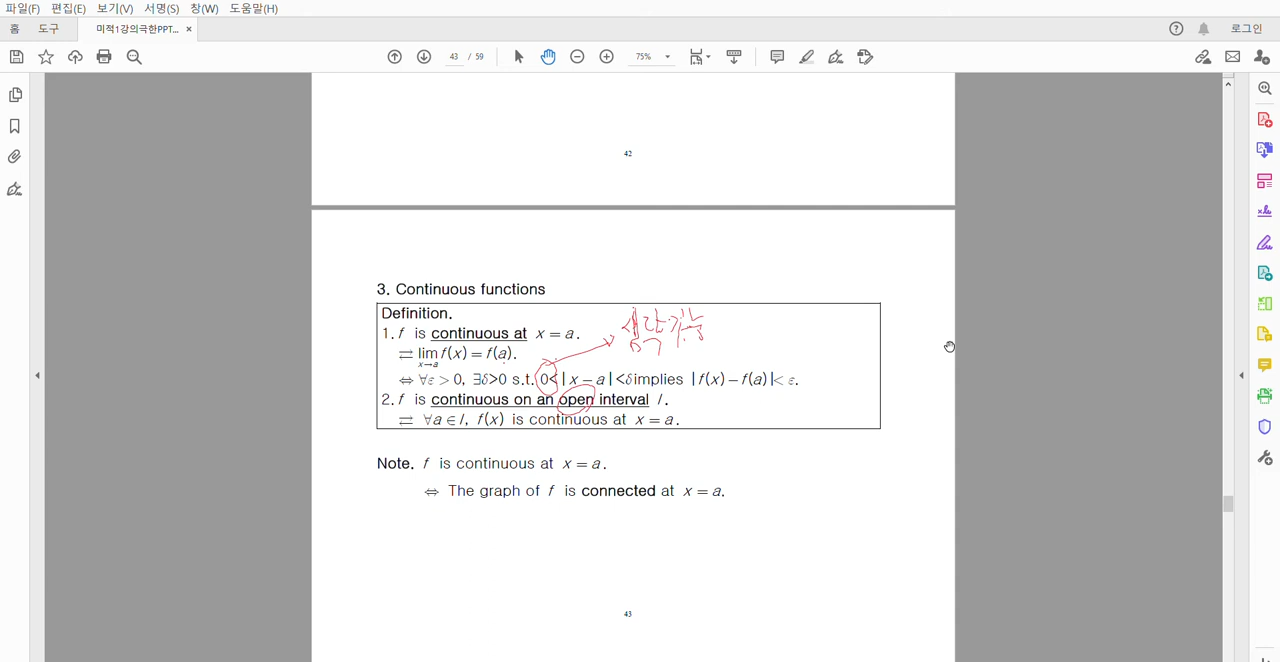 파일(F) 편집(E) 보기(V) 서명(S) 창(W) 도움말(H)
홈 도구 미적1강의극한PPT... × 로그인
43 / 59 75%
42
3. Continuous functions
Definition.
1. f is continuous at x = a.
⇄ lim f(x) = f(a).
x→a
⇔ ∀ε > 0, ∃δ>0 s.t. 0<|x − a|<δ implies |f(x) − f(a)|< ε.
생략가능
2. f is continuous on an open interval I.
⇄ ∀a∈I, f(x) is continuous at x = a.
Note. f is continuous at x = a.
⇔ The graph of f is connected at x = a.
43